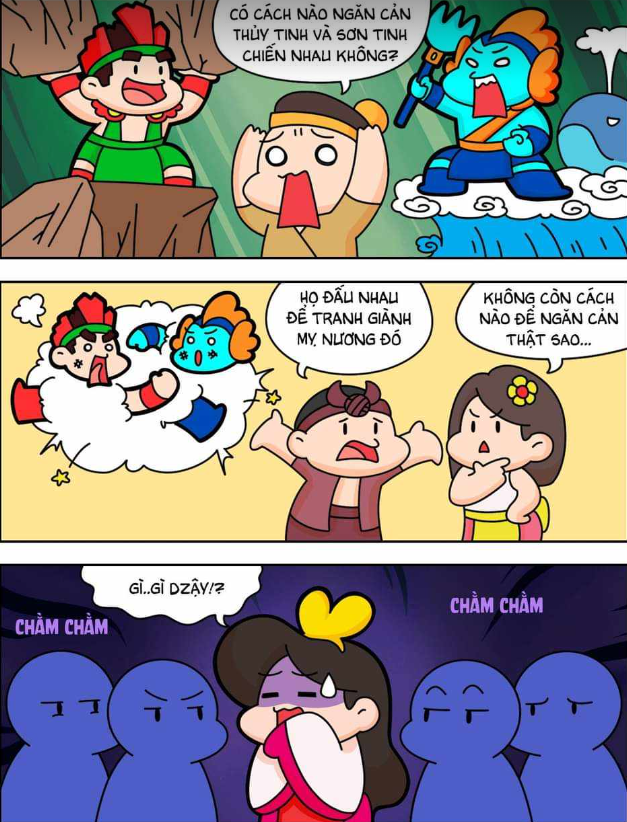 CÓ CÁCH NÀO NGĂN CẢN
THỦY TINH VÀ SƠN TINH
CHIẾN NHAU KHÔNG?
HỌ ĐẤU NHAU
ĐỂ TRANH GIÀNH
MỴ NƯƠNG ĐÓ
KHÔNG CÒN CÁCH
NÀO ĐỂ NGĂN CẢN
THẬT SAO...
GÌ..GÌ DZẬY!?
CHẰM CHẰM
CHẰM CHẰM